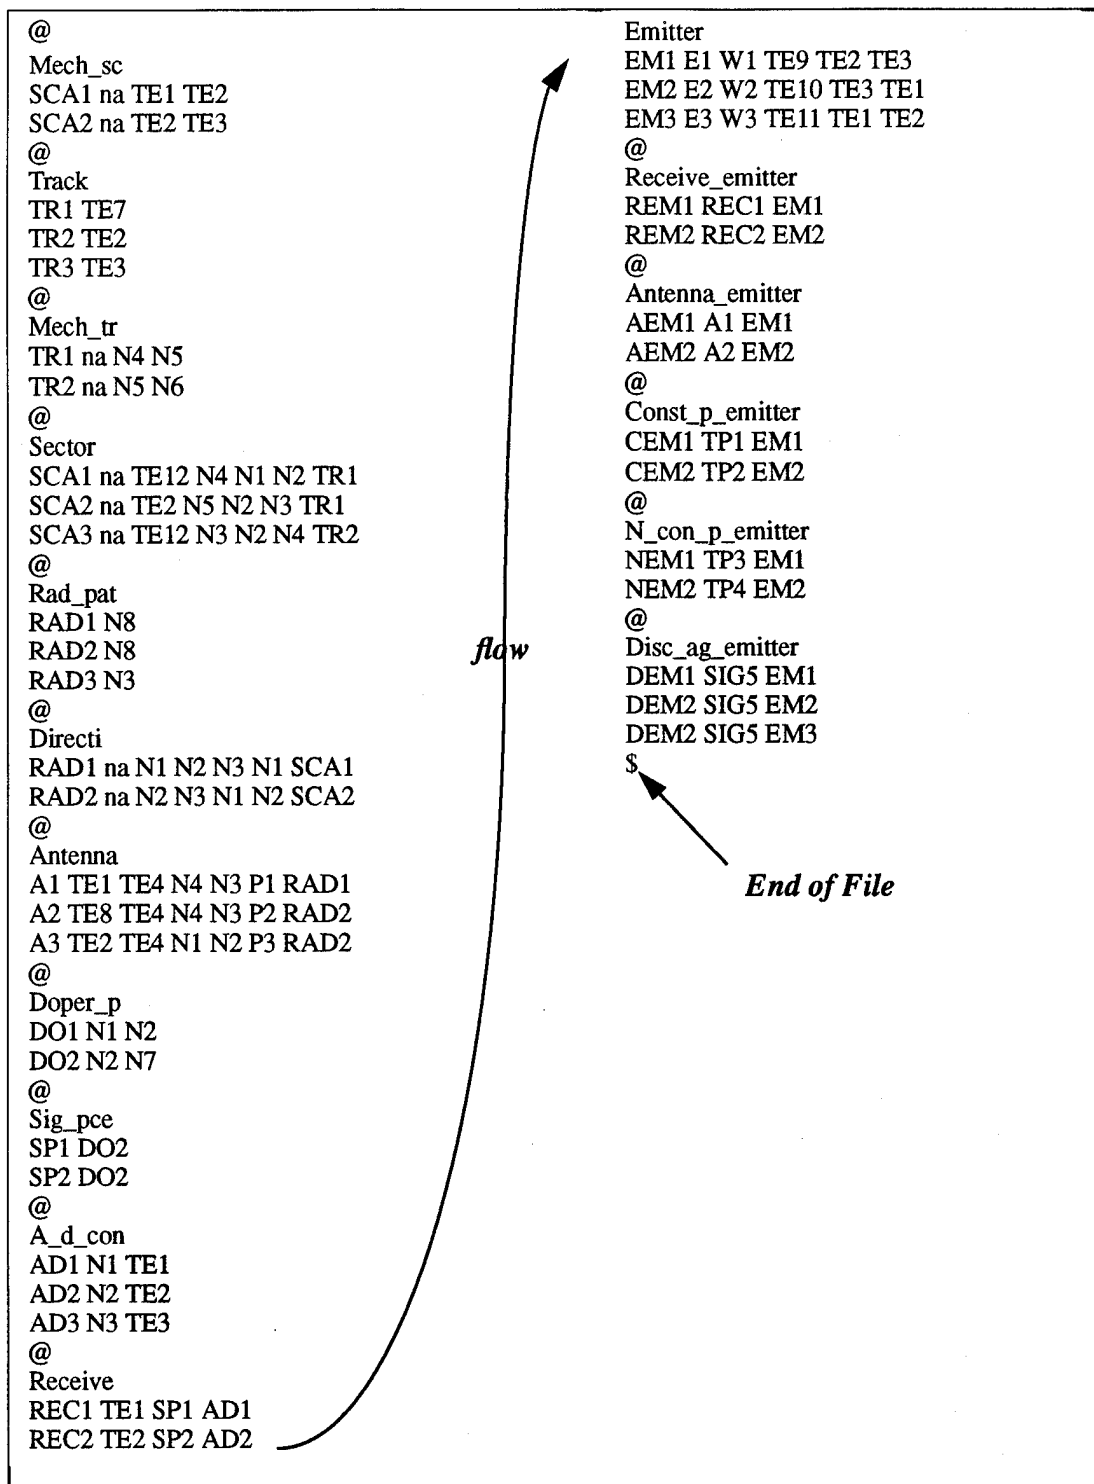 @
Mech_sc
SCA1 na TE1 TE2
SCA2 na TE2 TE3
@
Track
TR1 TE7
TR2 TE2
TR3 TE3
@
Mech_tr
TR1 na N4 N5
TR2 na N5 N6
@
Sector
SCA1 na TE12 N4 N1 N2 TR1
SCA2 na TE2 N5 N2 N3 TR1
SCA3 na TE12 N3 N2 N4 TR2
@
Rad_pat
RAD1 N8
RAD2 N8
RAD3 N3
@
Directi
RAD1 na N1 N2 N3 N1 SCA1
RAD2 na N2 N3 N1 N2 SCA2
@
Antenna
A1 TE1 TE4 N4 N3 P1 RAD1
A2 TE8 TE4 N4 N3 P2 RAD2
A3 TE2 TE4 N1 N2 P3 RAD2
@
Doper_p
DO1 N1 N2
DO2 N2 N7
@
Sig_pce
SP1 DO2
SP2 DO2
@
A_d_con
AD1 N1 TE1
AD2 N2 TE2
AD3 N3 TE3
@
Receive
REC1 TE1 SP1 AD1
REC2 TE2 SP2 AD2
flow
Emitter
EM1 E1 W1 TE9 TE2 TE3
EM2 E2 W2 TE10 TE3 TE1
EM3 E3 W3 TE11 TE1 TE2
@
Receive_emitter
REM1 REC1 EM1
REM2 REC2 EM2
@
Antenna_emitter
AEM1 A1 EM1
AEM2 A2 EM2
@
Const_p_emitter
CEM1 TP1 EM1
CEM2 TP2 EM2
@
N_con_p_emitter
NEM1 TP3 EM1
NEM2 TP4 EM2
@
Disc_ag_emitter
DEM1 SIG5 EM1
DEM2 SIG5 EM2
DEM2 SIG5 EM3
$
End of File